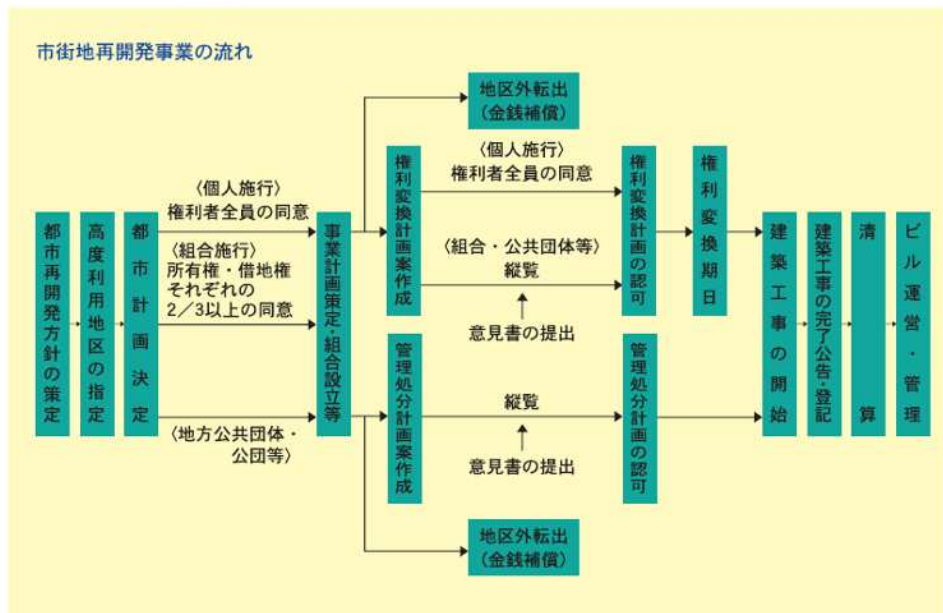 市街地再開発事業の流れ
都市再開発方針の策定
高度利用地区の指定
都市計画決定
〈個人施行〉
権利者全員の同意
〈組合施行〉
所有権・借地権
それぞれの
2／3以上の同意
〈地方公共団体・
公団等〉
事業計画策定・組合設立等
地区外転出
（金銭補償）
権利変換計画案作成
〈個人施行〉
権利者全員の同意
〈組合・公共団体等〉
縦覧
意見書の提出
権利変換計画の認可
権利変換期日
管理処分計画案作成
縦覧
意見書の提出
管理処分計画の認可
地区外転出
（金銭補償）
建築工事の開始
建築工事の完了公告・登記
清算
ビル運営・管理